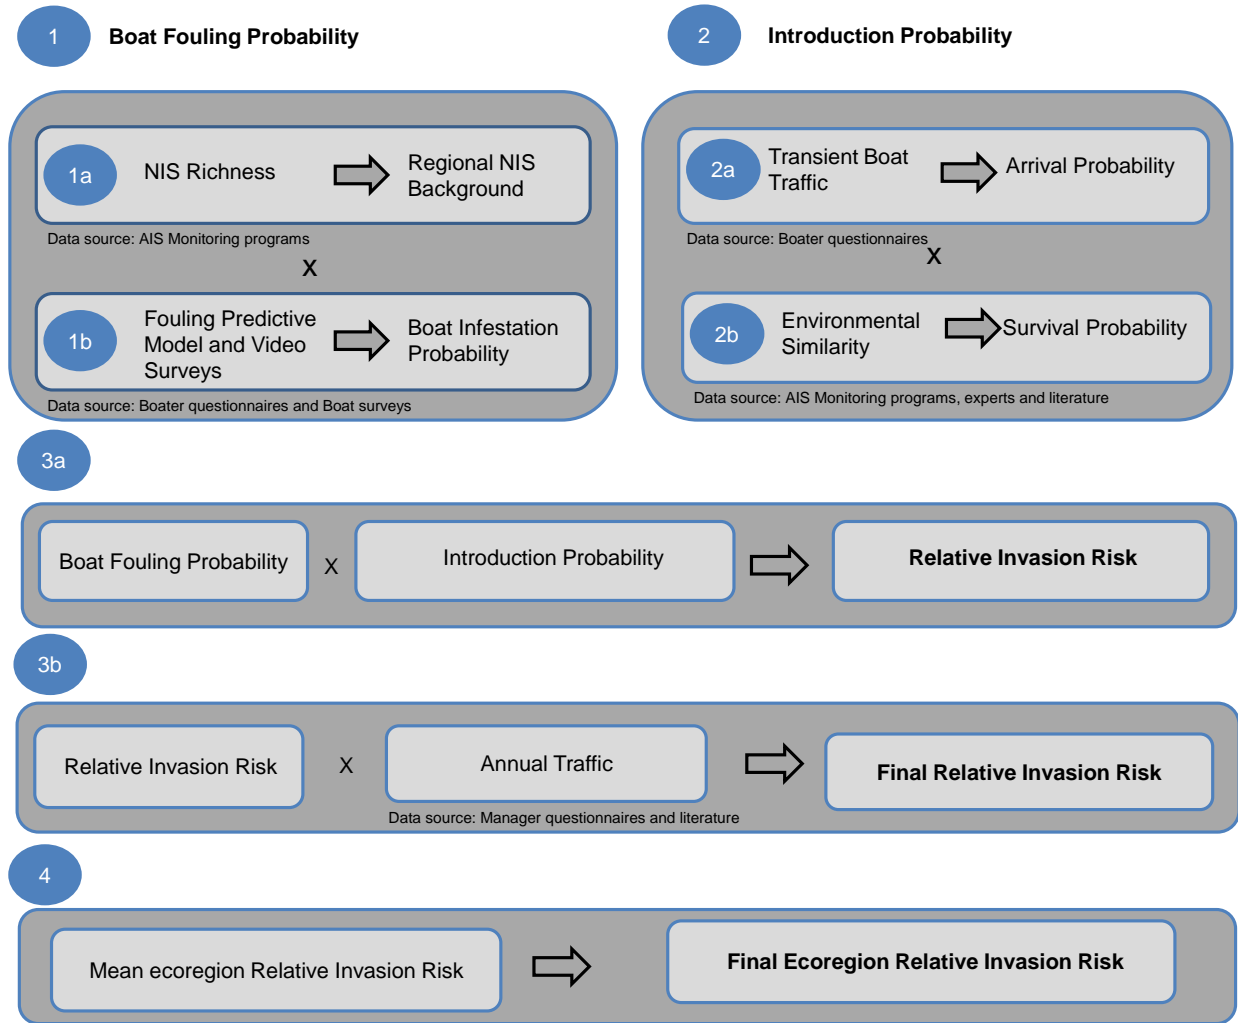 1
Boat Fouling Probability
1a
NIS Richness
Regional NIS
Background
Data source: AIS Monitoring programs
X
1b
Fouling Predictive
Model and Video
Surveys
Boat Infestation
Probability
Data source: Boater questionnaires and Boat surveys
2
Introduction Probability
2a
Transient Boat
Traffic
Arrival Probability
Data source: Boater questionnaires
X
2b
Environmental
Similarity
Survival Probability
Data source: AIS Monitoring programs, experts and literature
3a
Boat Fouling Probability
X
Introduction Probability
Relative Invasion Risk
3b
Relative Invasion Risk
X
Annual Traffic
Final Relative Invasion Risk
Data source: Manager questionnaires and literature
4
Mean ecoregion Relative Invasion Risk
Final Ecoregion Relative Invasion Risk